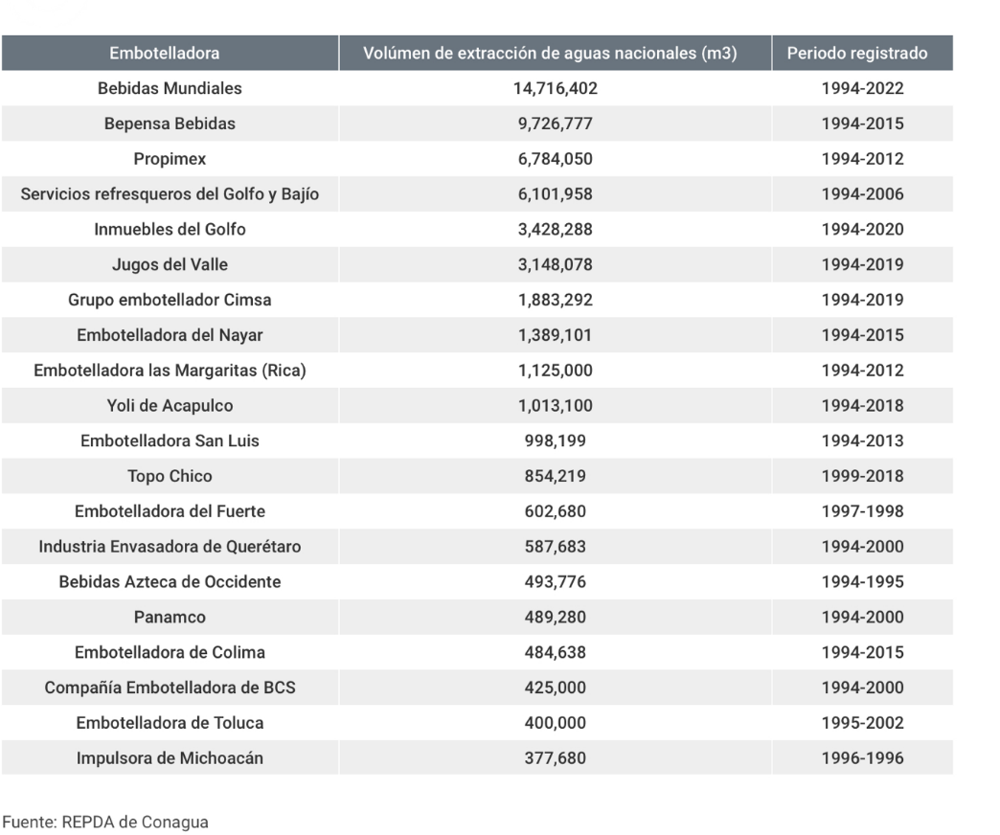 Embotelladora Volúmen de extracción de aguas nacionales (m3) Periodo registrado
Bebidas Mundiales 14,716,402 1994-2022
Bepensa Bebidas 9,726,777 1994-2015
Propimex 6,784,050 1994-2012
Servicios refresqueros del Golfo y Bajío 6,101,958 1994-2006
Inmuebles del Golfo 3,428,288 1994-2020
Jugos del Valle 3,148,078 1994-2019
Grupo embotellador Cimsa 1,883,292 1994-2019
Embotelladora del Nayar 1,389,101 1994-2015
Embotelladora las Margaritas (Rica) 1,125,000 1994-2012
Yoli de Acapulco 1,013,100 1994-2018
Embotelladora San Luis 998,199 1994-2013
Topo Chico 854,219 1999-2018
Embotelladora del Fuerte 602,680 1997-1998
Industria Envasadora de Querétaro 587,683 1994-2000
Bebidas Azteca de Occidente 493,776 1994-1995
Panamco 489,280 1994-2000
Embotelladora de Colima 484,638 1994-2015
Compañía Embotelladora de BCS 425,000 1994-2000
Embotelladora de Toluca 400,000 1995-2002
Impulsora de Michoacán 377,680 1996-1996
Fuente: REPDA de Conagua